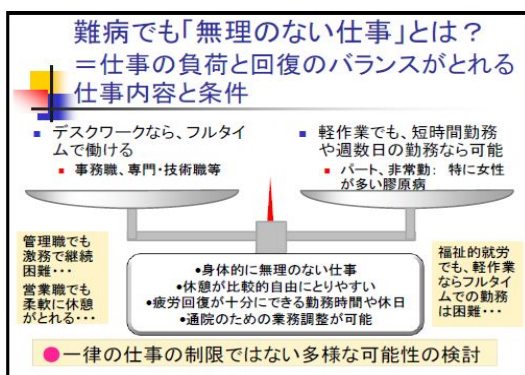 難病でも「無理のない仕事」とは？
＝仕事の負荷と回復のバランスがとれる
仕事内容と条件
デスクワークなら、フルタイ
ムで働ける
事務職、専門・技術職等
軽作業でも、短時間勤務
や週数日の勤務なら可能
パート、非常勤： 特に女性
が多い膠原病
管理職でも
激務で継続
困難・・・
営業職でも
柔軟に休憩
がとれる・・・
•身体的に無理のない仕事
•休憩が比較的自由にとりやすい
•疲労回復が十分にできる勤務時間や休日
•通院のための業務調整が可能
福祉的就労
でも、軽作業
ならフルタイ
ムでの勤務
は困難・・・
●一律の仕事の制限ではない多様な可能性の検討